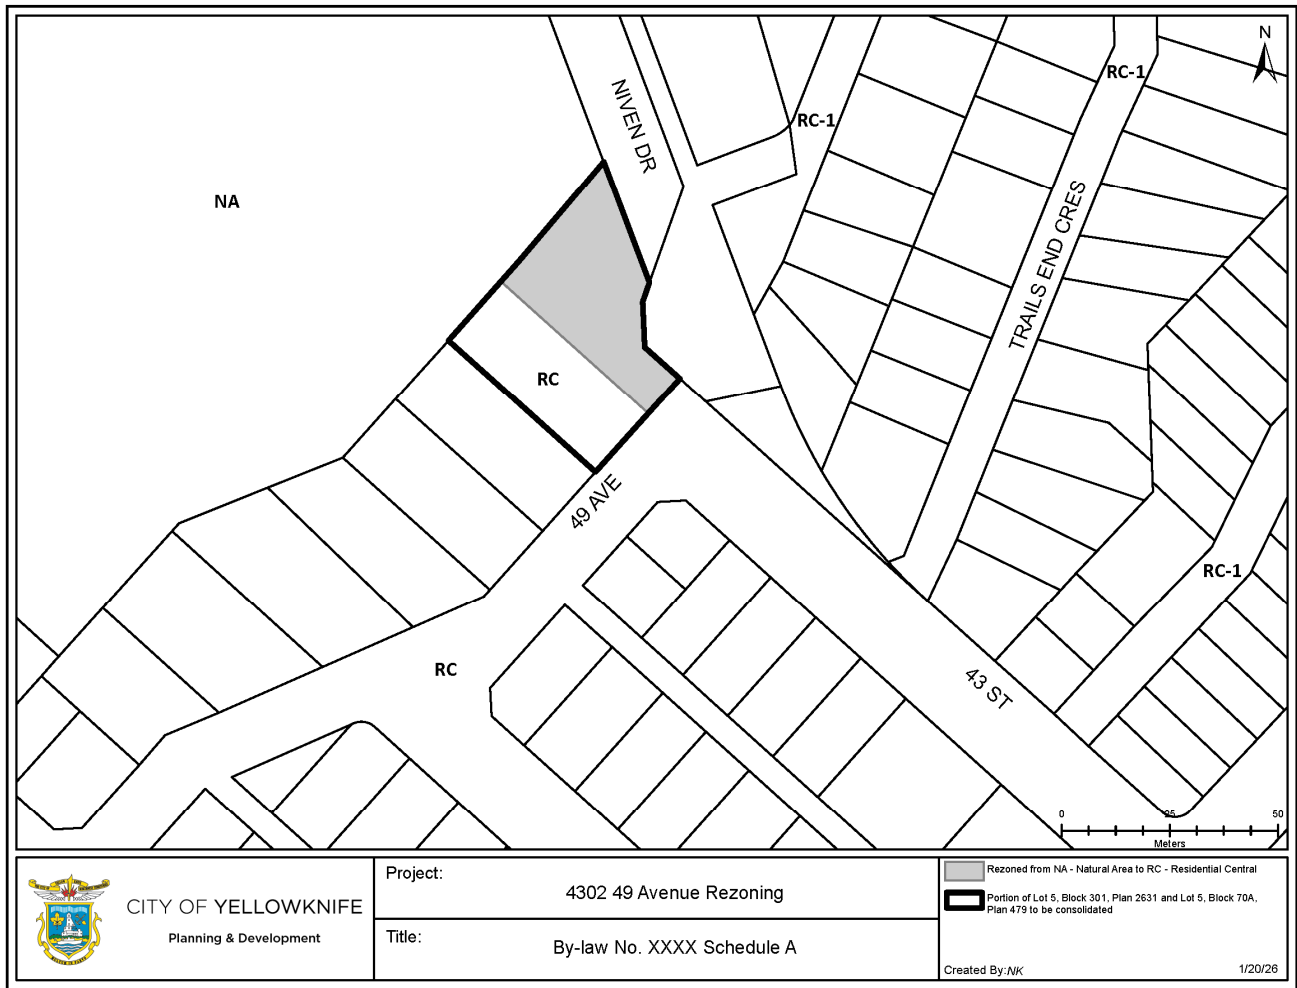 N
RC-1
RC-1
NIVEN DR
NA
TRAILS END CRES
RC
49 AVE
RC-1
RC
43 ST
0 25 50
Meters
CITY OF YELLOWKNIFE
Planning & Development
Project:
4302 49 Avenue Rezoning
Title:
By-law No. XXXX Schedule A
Rezoned from NA - Natural Area to RC - Residential Central
Portion of Lot 5, Block 301, Plan 2631 and Lot 5, Block 70A,
Plan 479 to be consolidated
Created By:NK
1/20/26